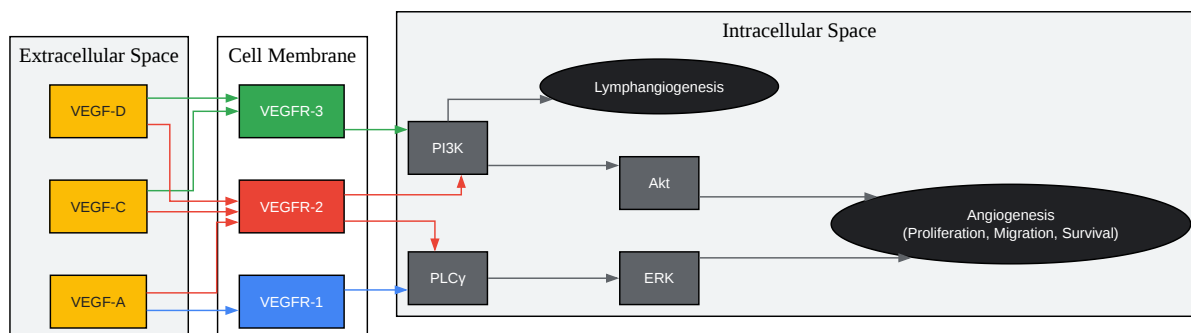 Extracellular Space
Cell Membrane
Intracellular Space
VEGF-D
VEGF-C
VEGF-A
VEGFR-3
VEGFR-2
VEGFR-1
Lymphangiogenesis
PI3K
Akt
PLCγ
ERK
Angiogenesis
(Proliferation, Migration, Survival)